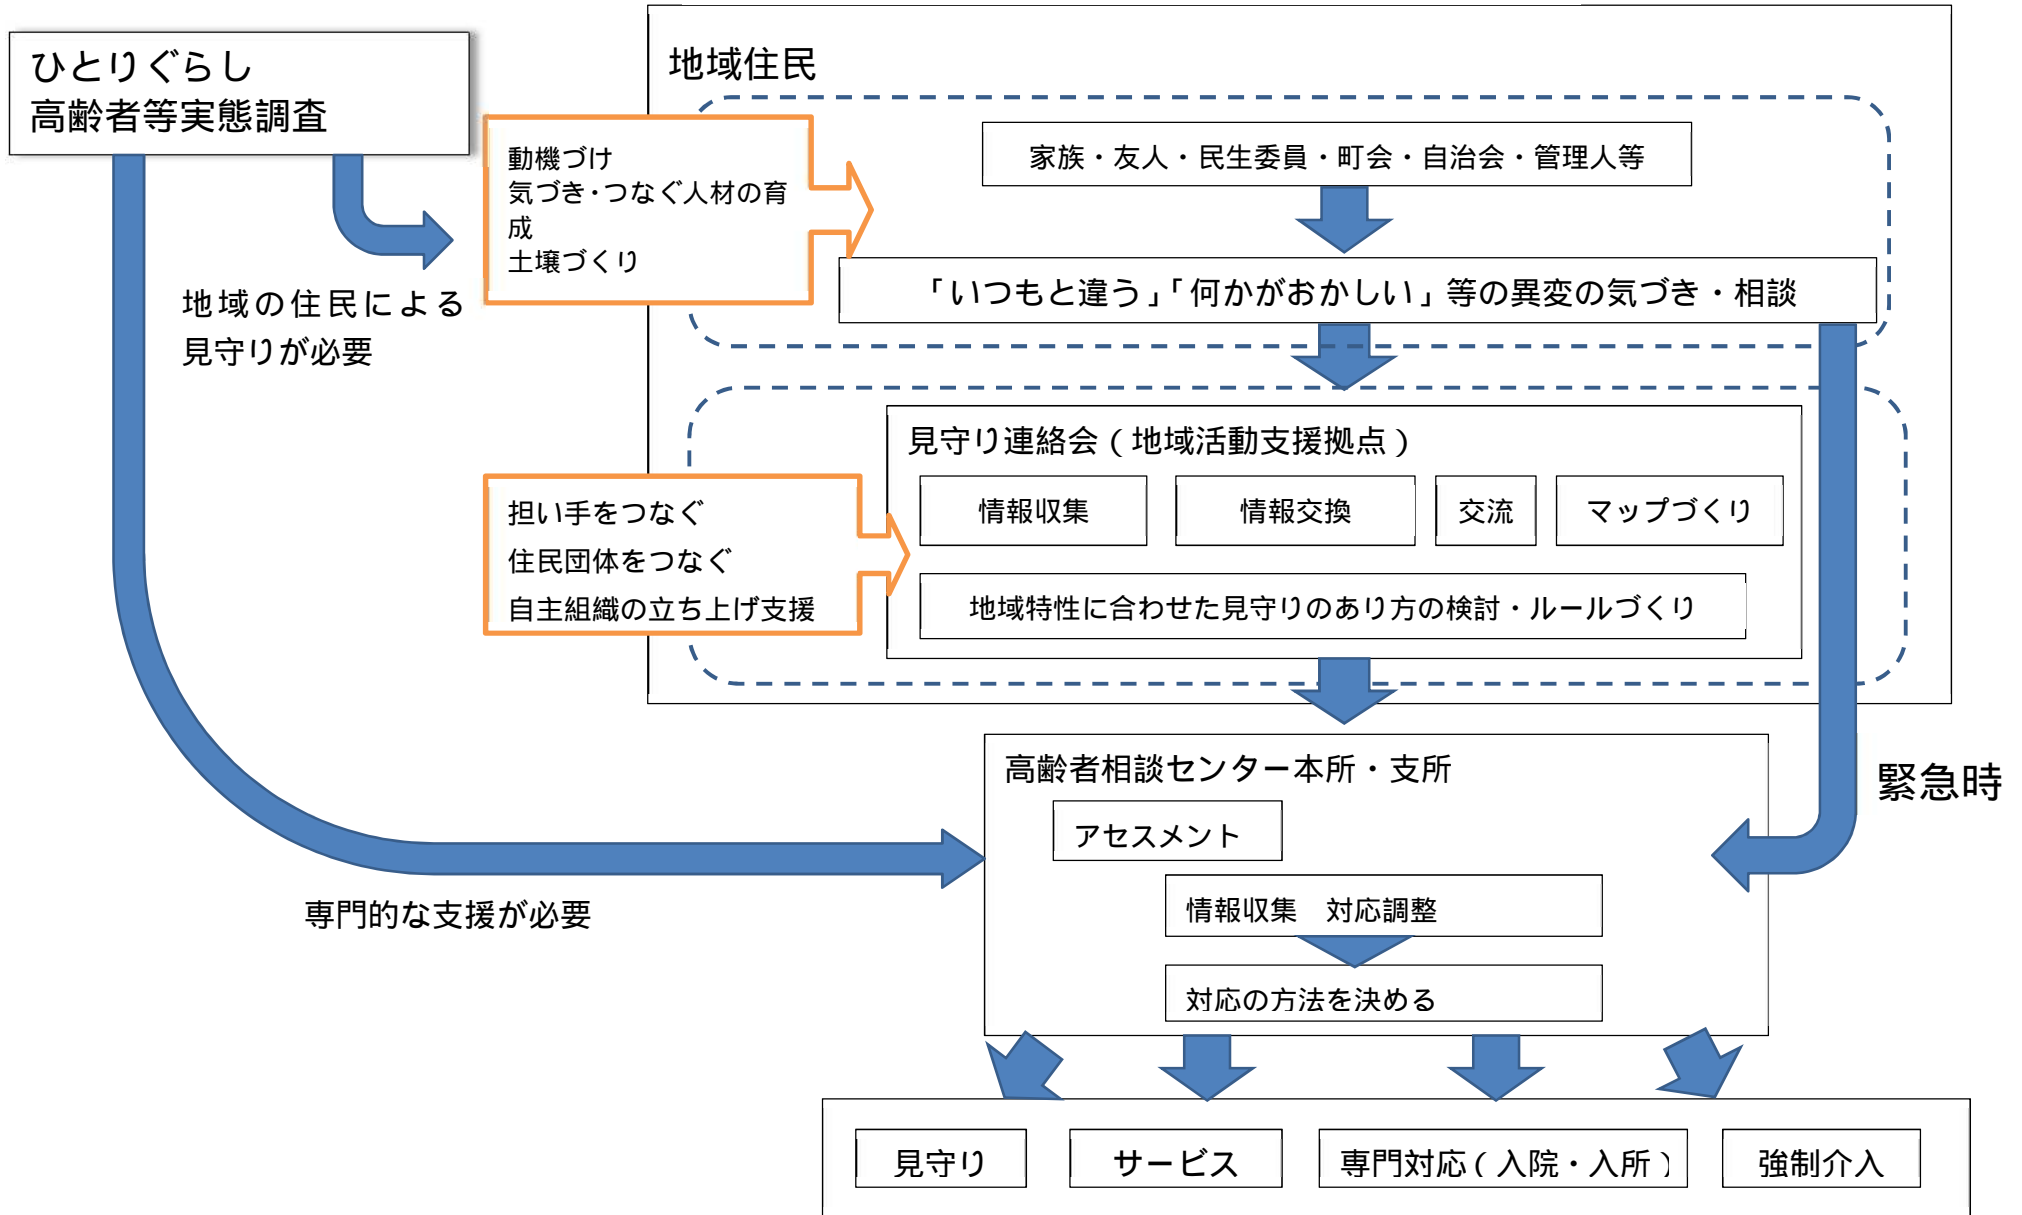 ひとりぐらし
高齢者等実態調査
地域住民
動機づけ
気づき・つなぐ人材の育
成
土壌づくり
家族・友人・民生委員・町会・自治会・管理人等
「いつもと違う」「何かがおかしい」等の異変の気づき・相談
地域の住民による
見守りが必要
見守り連絡会(地域活動支援拠点)
情報収集
情報交換
交流
マップづくり
担い手をつなぐ
住民団体をつなぐ
自主組織の立ち上げ支援
地域特性に合わせた見守りのあり方の検討・ルールづくり
高齢者相談センター本所・支所
緊急時
アセスメント
情報収集 対応調整
専門的な支援が必要
対応の方法を決める
見守り
サービス
専門対応(入院・入所)
強制介入